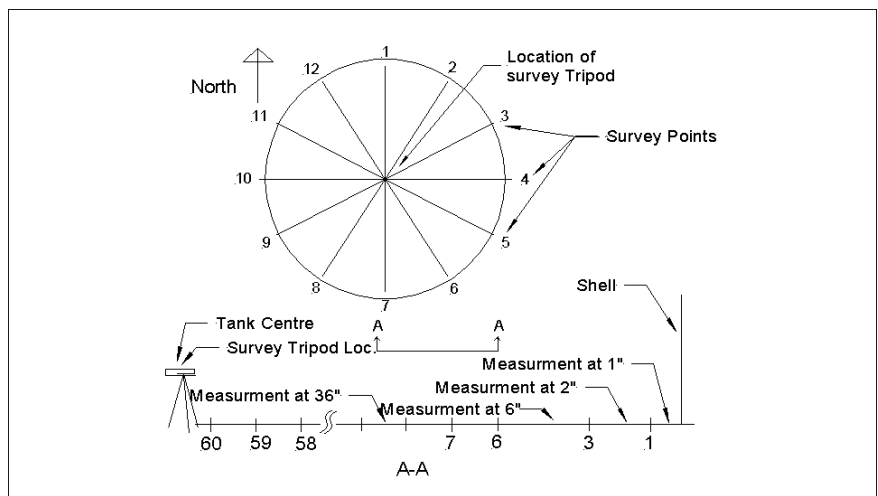 1
12
2
Location of
survey Tripod
North
11
3
Survey Points
10
4
9
5
8
6
7
Shell
Tank Centre
A
A
Survey Tripod Loc.
Measurment at 1"
Measurment at 2"
Measurment at 36"
Measurment at 6"
60
59
58
7
6
3
1
A-A